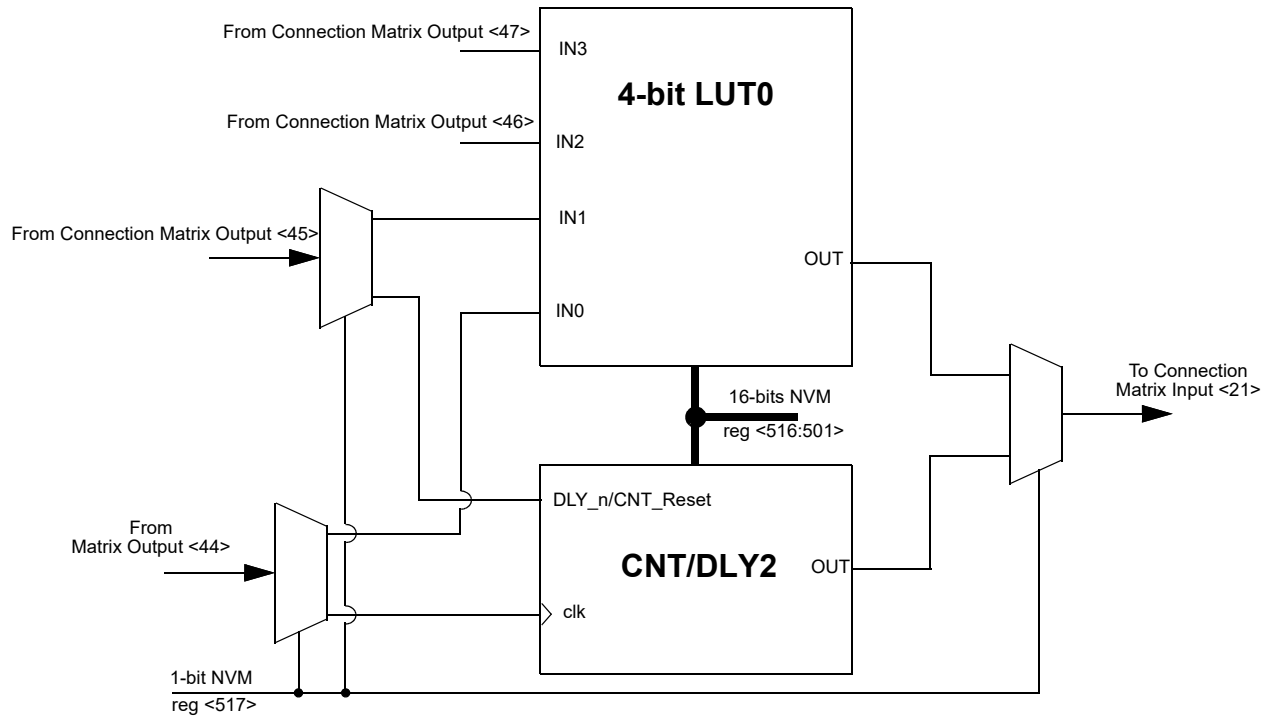 From Connection Matrix Output <47>
IN3
4-bit LUT0
From Connection Matrix Output <46>
IN2
IN1
From Connection Matrix Output <45>
OUT
IN0
To Connection
Matrix Input <21>
16-bits NVM
reg <516:501>
DLY_n/CNT_Reset
From
Matrix Output <44>
CNT/DLY2
OUT
clk
1-bit NVM
reg <517>